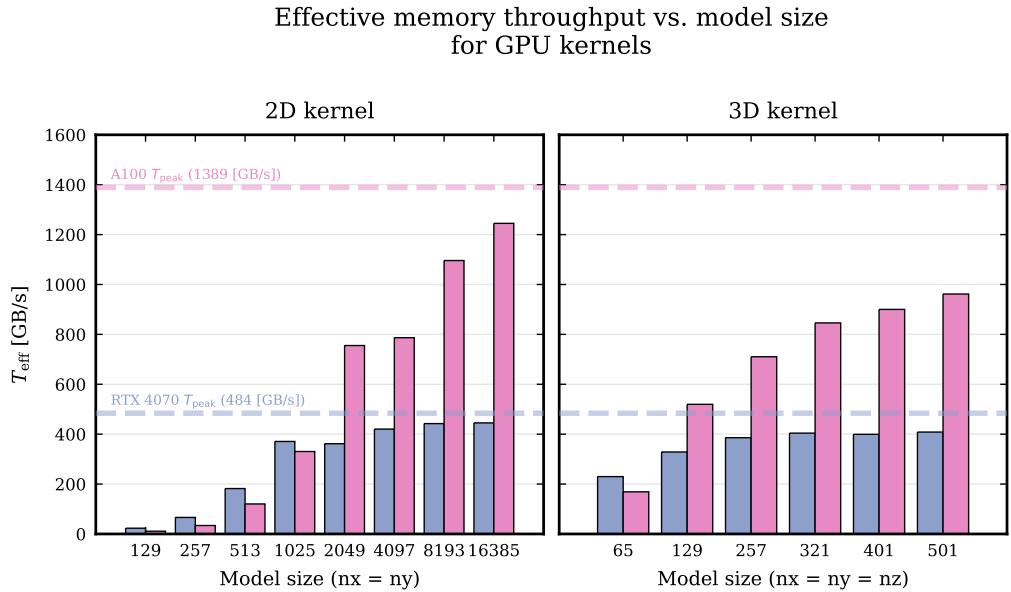 Effective memory throughput vs. model size
for GPU kernels
2D kernel
3D kernel
1600
1400
1200
1000
800
600
400
200
0
T_eff [GB/s]
A100 T_peak (1389 [GB/s])
RTX 4070 T_peak (484 [GB/s])
129 257 513 1025 2049 4097 8193 16385
Model size (nx = ny)
65 129 257 321 401 501
Model size (nx = ny = nz)